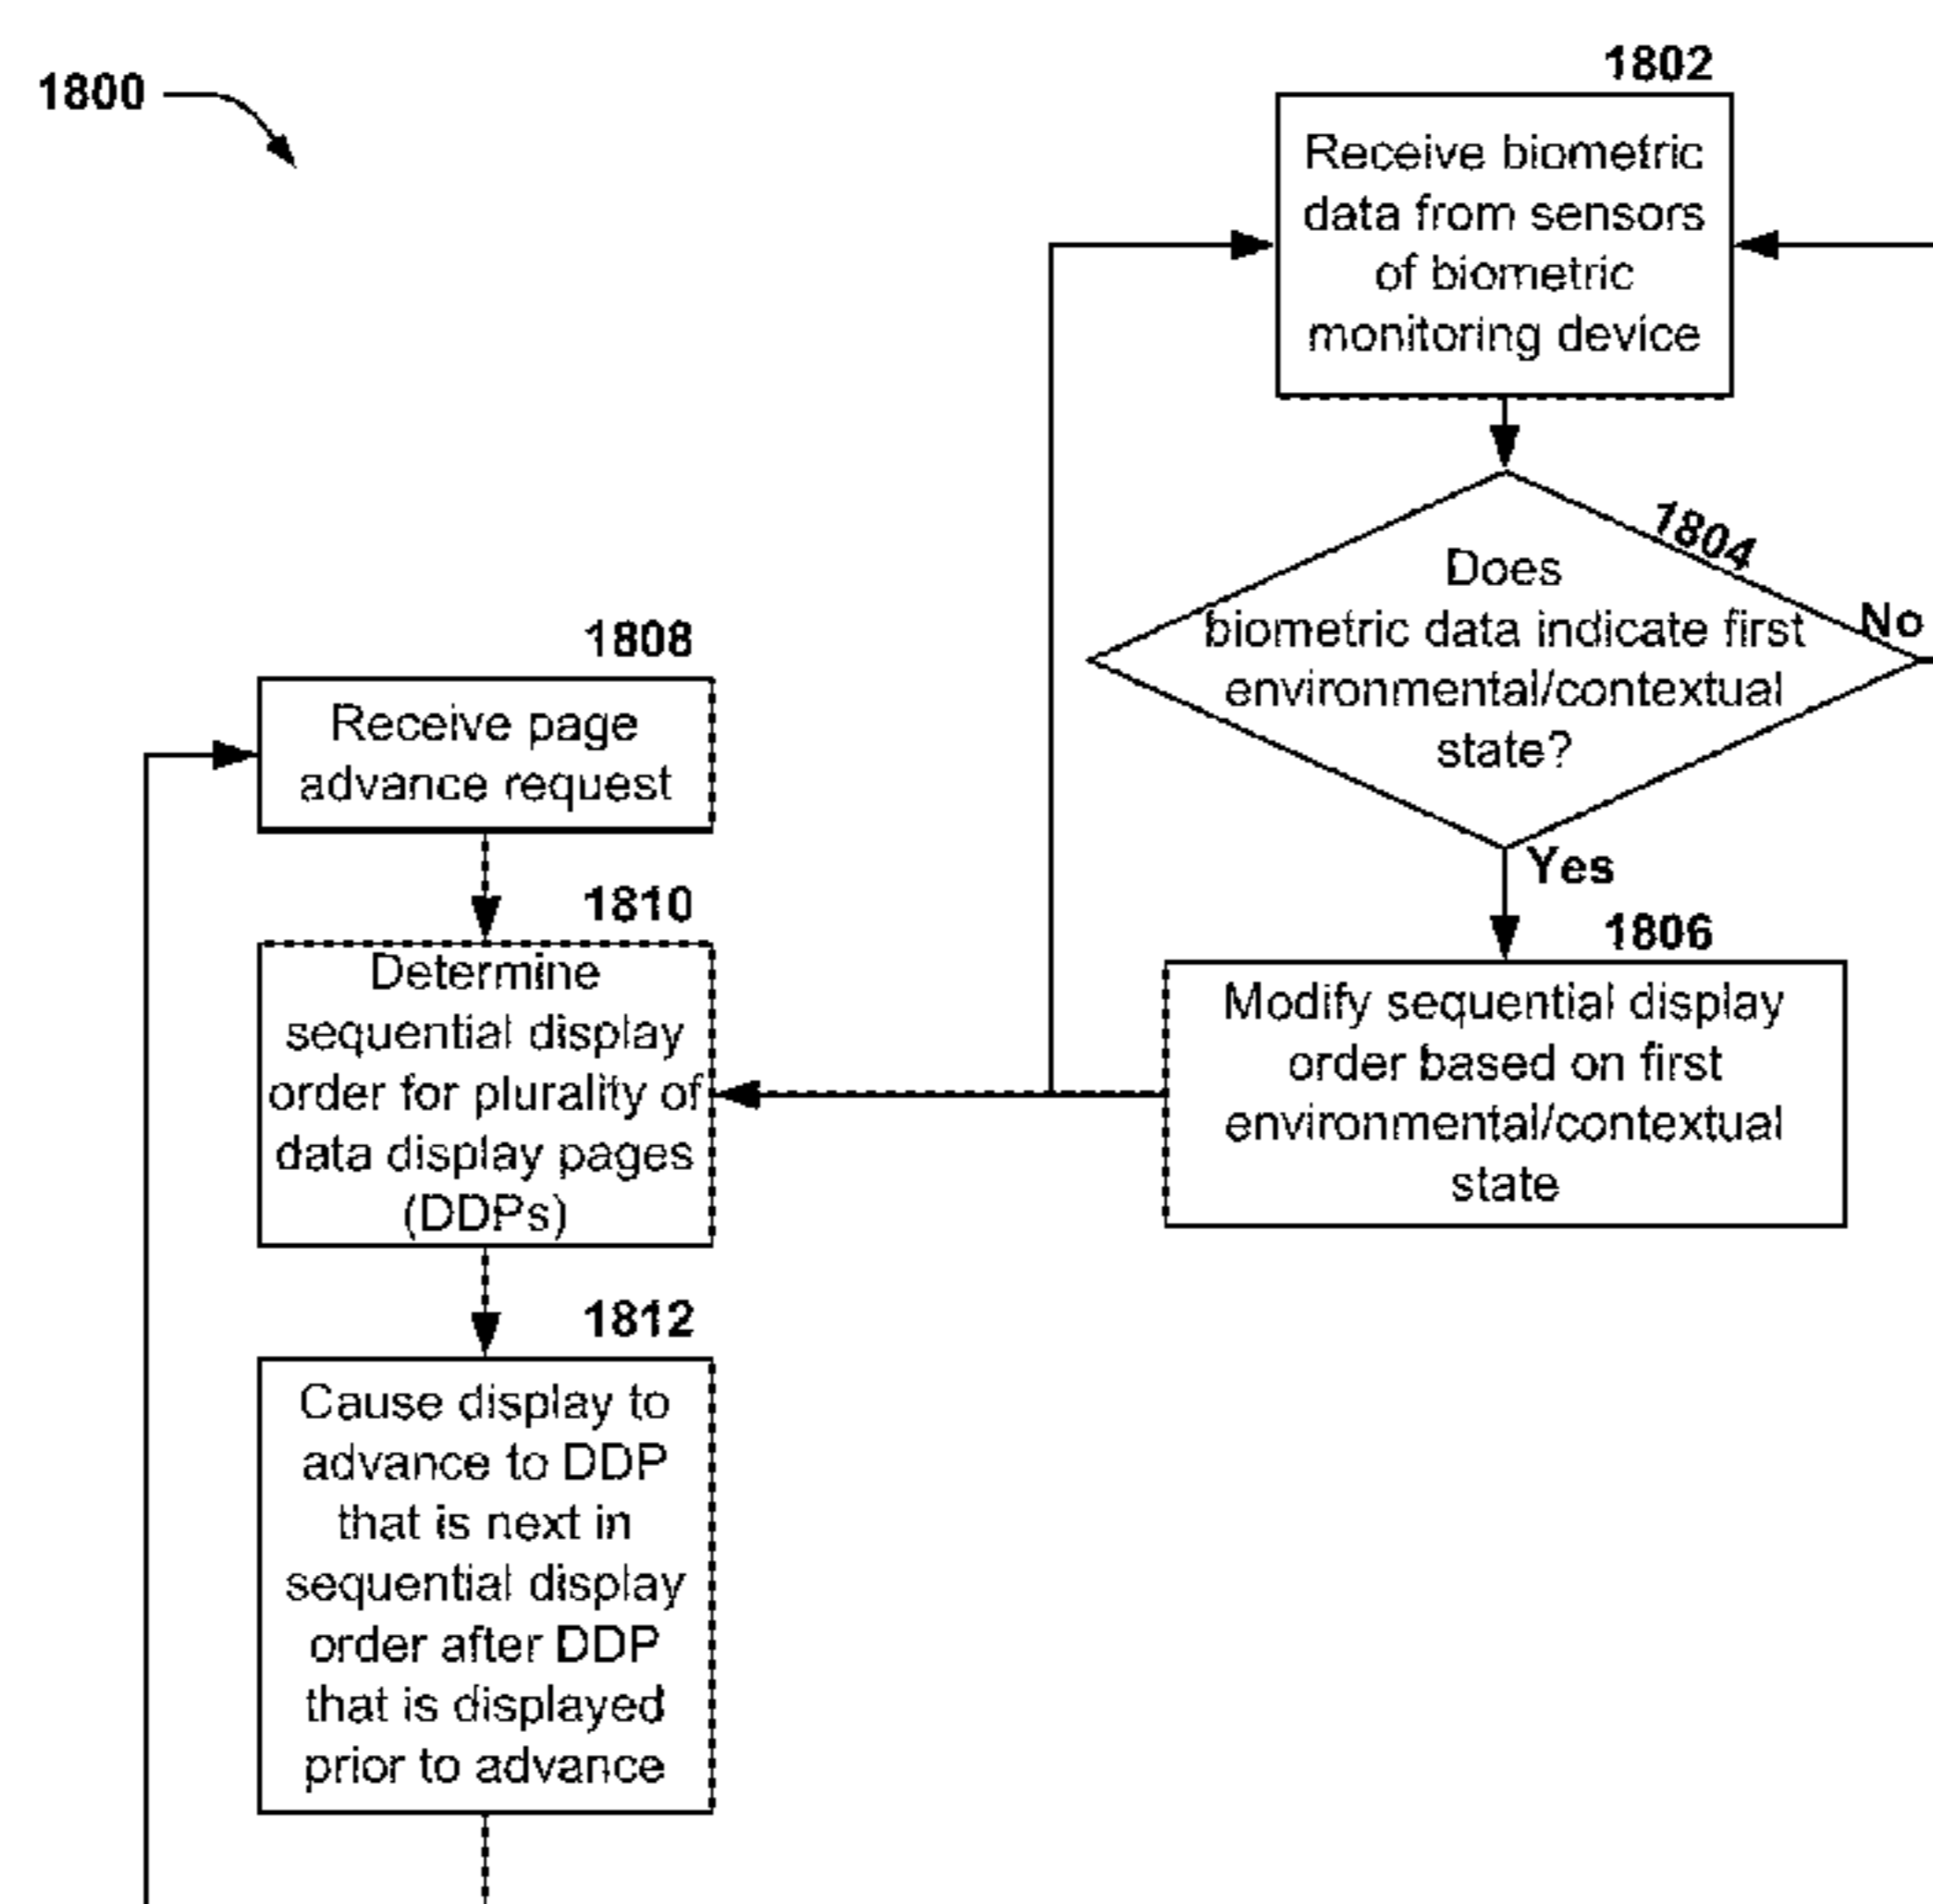 1800
1802
Receive biometric
data from sensors
of biometric
monitoring device
1804
Does
biometric data indicate first
environmental/contextual
state?
No
Yes
1806
Modify sequential display
order based on first
environmental/contextual
state
1808
Receive page
advance request
1810
Determine
sequential display
order for plurality of
data display pages
(DDPs)
1812
Cause display to
advance to DDP
that is next in
sequential display
order after DDP
that is displayed
prior to advance